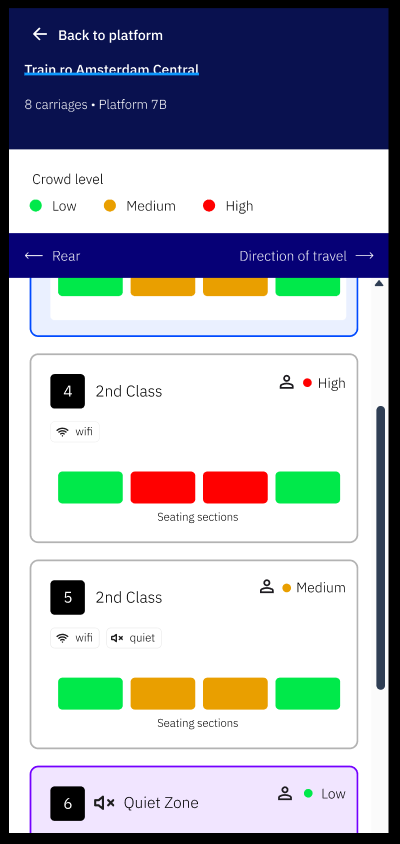 Back to platform
Train ro Amsterdam Central
8 carriages • Platform 7B
Crowd level
Low Medium High
Rear Direction of travel
4 2nd Class High
wifi
Seating sections
5 2nd Class Medium
wifi quiet
Seating sections
6 Quiet Zone Low